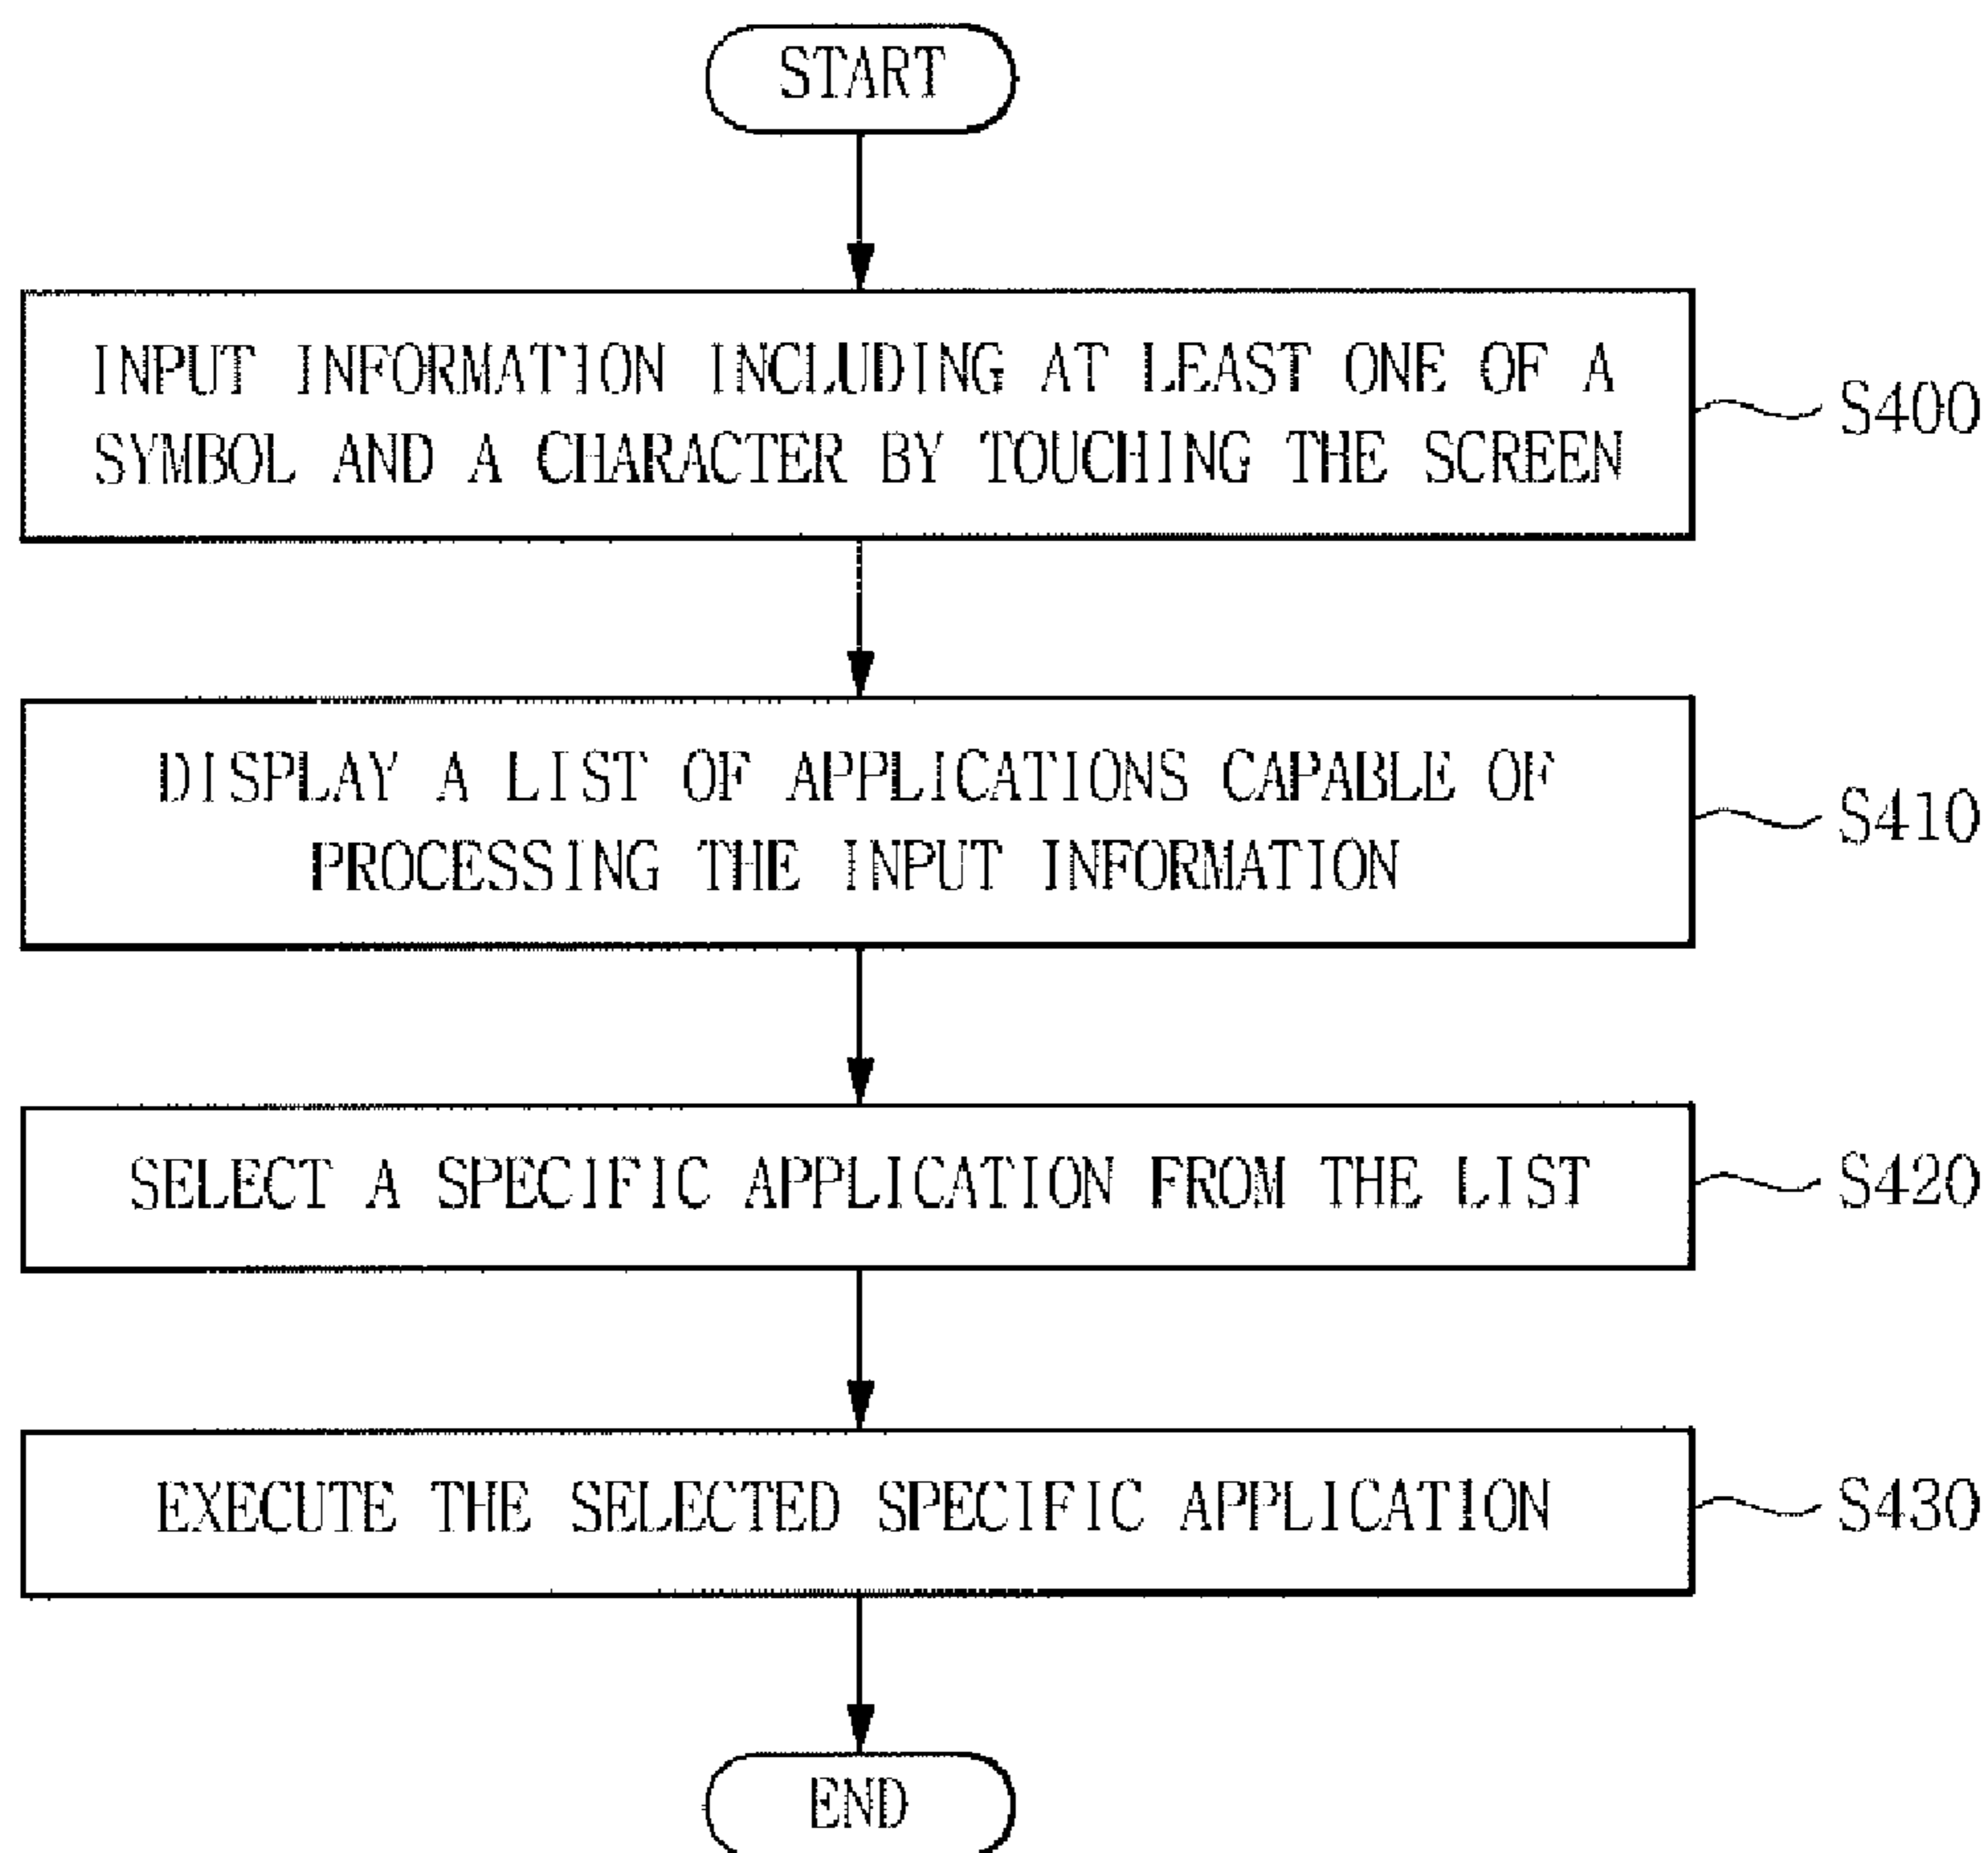 START
INPUT INFORMATION INCLUDING AT LEAST ONE OF A
SYMBOL AND A CHARACTER BY TOUCHING THE SCREEN
S400
DISPLAY A LIST OF APPLICATIONS CAPABLE OF
PROCESSING THE INPUT INFORMATION
S410
SELECT A SPECIFIC APPLICATION FROM THE LIST
S420
EXECUTE THE SELECTED SPECIFIC APPLICATION
S430
END